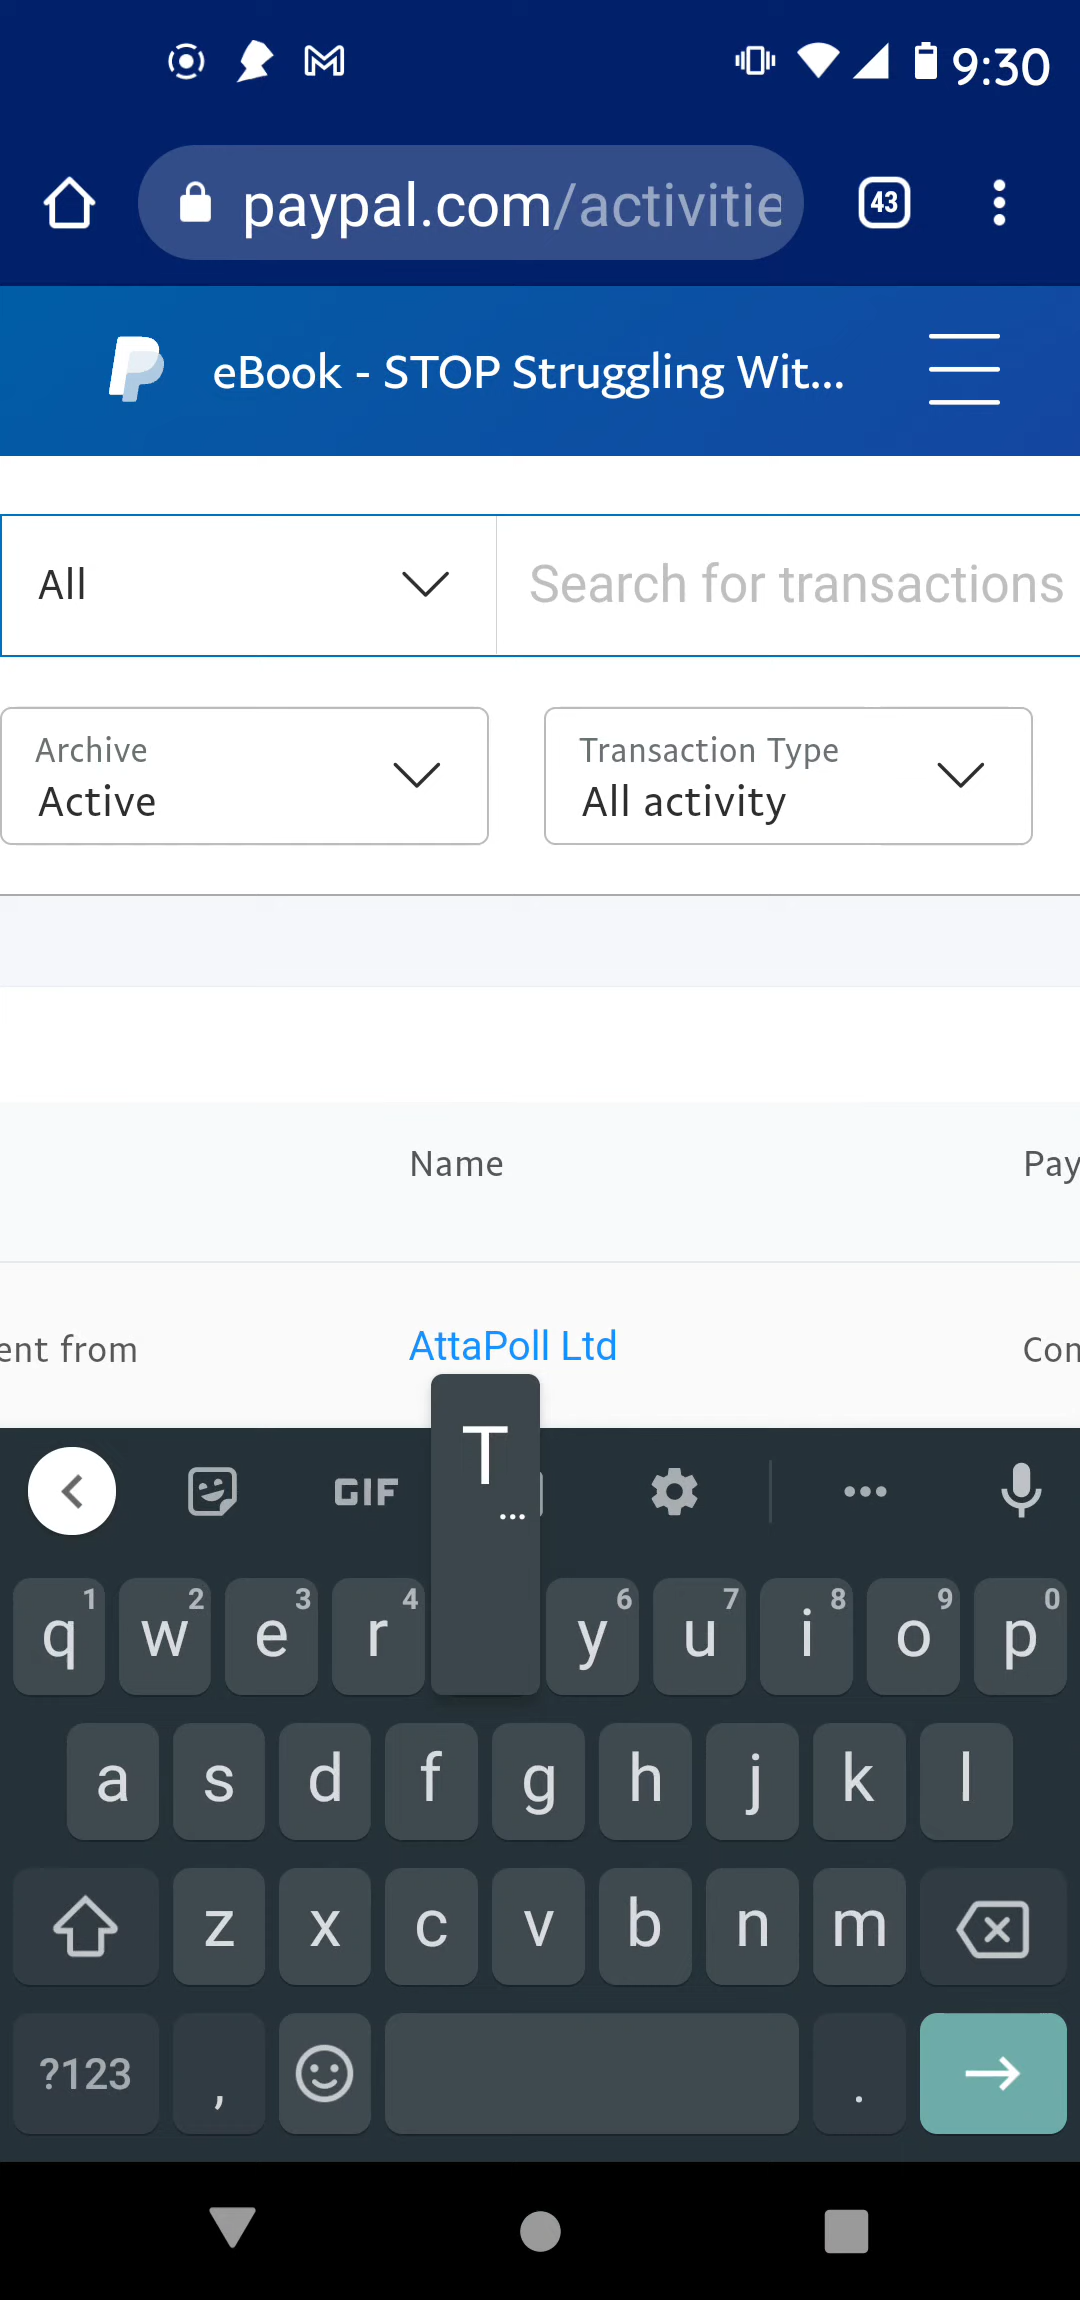 9:30
paypal.com/activitie
43
eBook - STOP Struggling Wit...
All
Search for transactions
Archive
Active
Transaction Type
All activity
Name
Pay
ent from
AttaPoll Ltd
Con
T
...
GIF
1 2 3 4 6 7 8 9 0
q w e r y u i o p
a s d f g h j k l
z x c v b n m
?123 , .